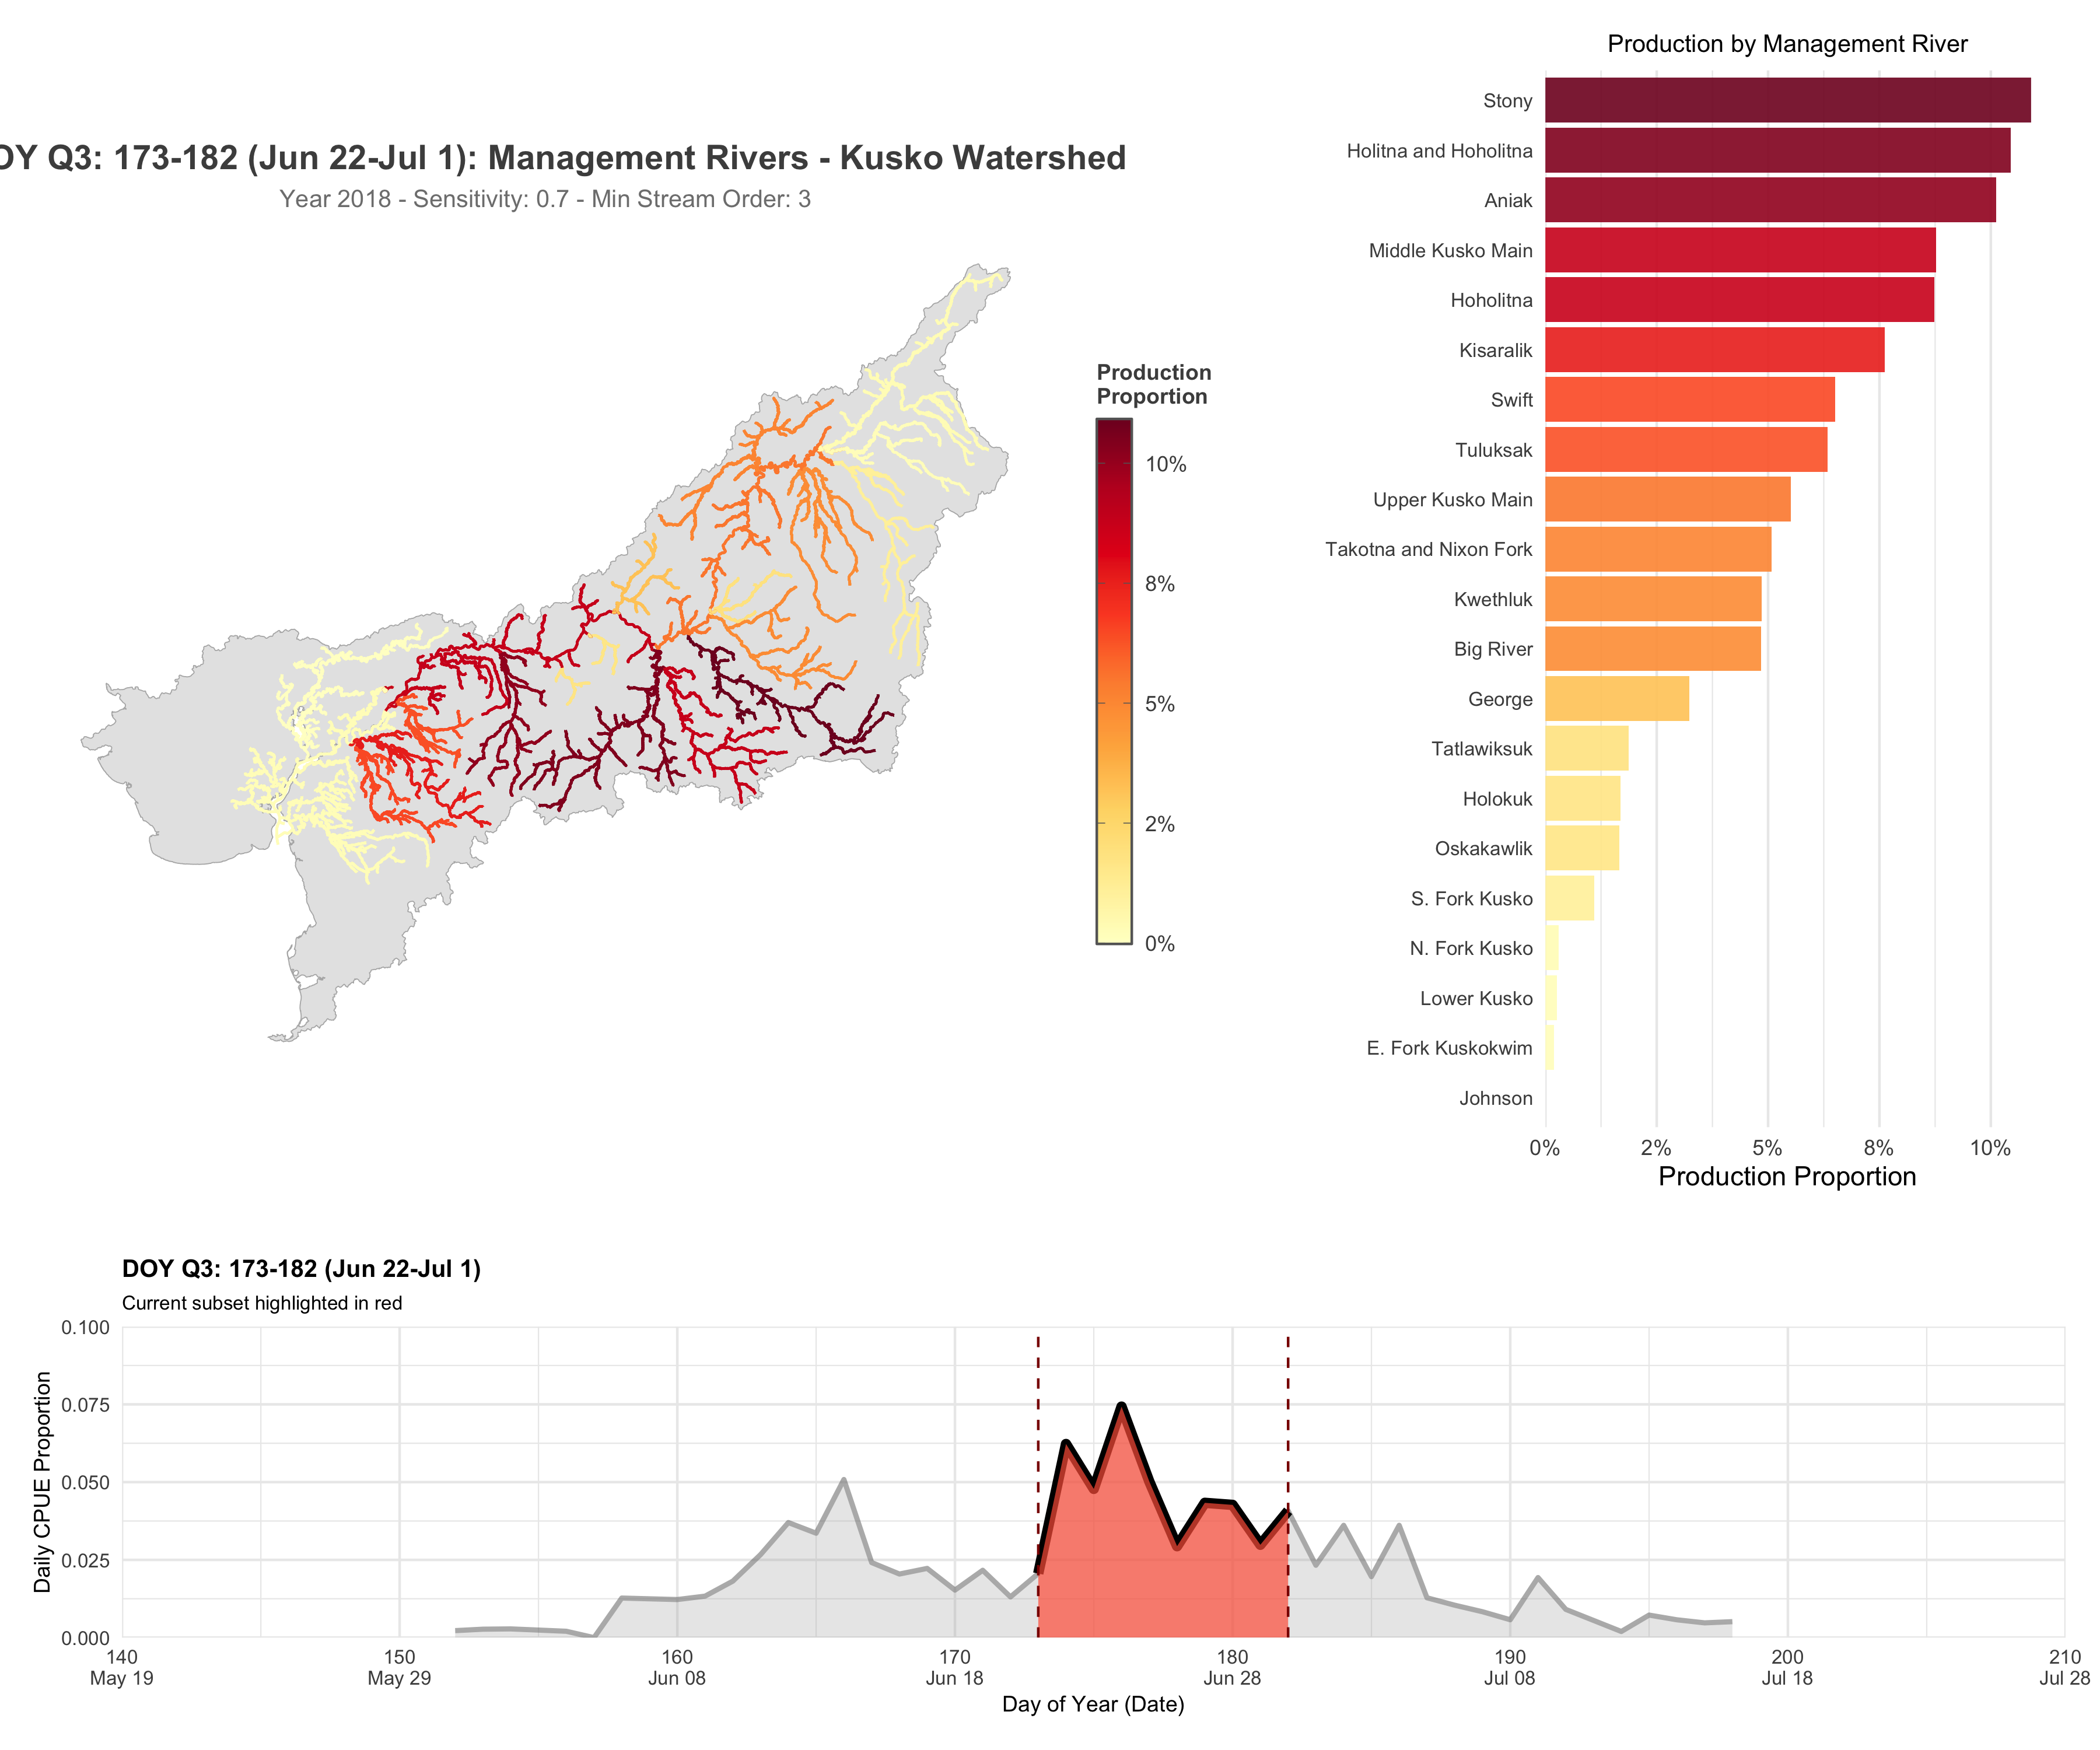 OY Q3: 173-182 (Jun 22-Jul 1): Management Rivers - Kusko Watershed
Year 2018 - Sensitivity: 0.7 - Min Stream Order: 3
Production
Proportion
10%
8%
5%
2%
0%
Production by Management River
Stony
Holitna and Hoholitna
Aniak
Middle Kusko Main
Hoholitna
Kisaralik
Swift
Tuluksak
Upper Kusko Main
Takotna and Nixon Fork
Kwethluk
Big River
George
Tatlawiksuk
Holokuk
Oskakawlik
S. Fork Kusko
N. Fork Kusko
Lower Kusko
E. Fork Kuskokwim
Johnson
0% 2% 5% 8% 10%
Production Proportion
DOY Q3: 173-182 (Jun 22-Jul 1)
Current subset highlighted in red
Daily CPUE Proportion
0.100
0.075
0.050
0.025
0.000
140 150 160 170 180 190 200 210
May 19 May 29 Jun 08 Jun 18 Jun 28 Jul 08 Jul 18 Jul 28
Day of Year (Date)